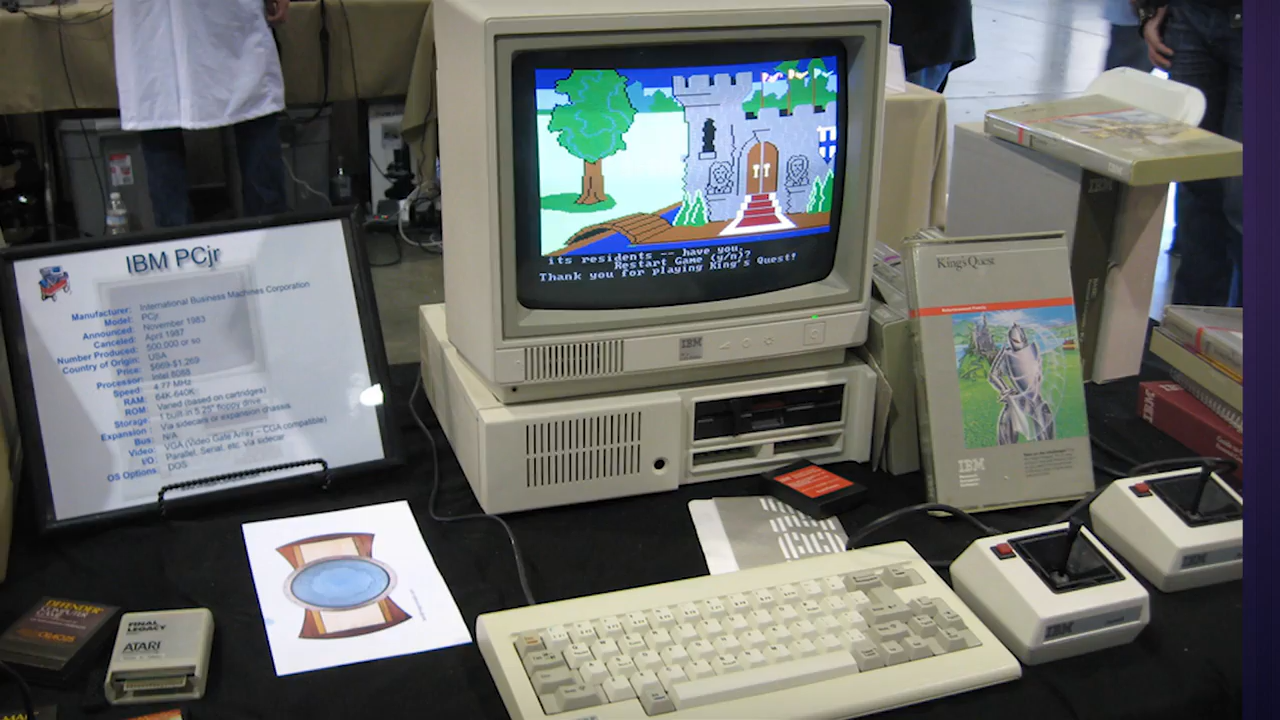 IBM PCjr
Manufacturer: International Business Machines Corporation
Model: PCjr.
Announced: November 1983
Canceled: April 1987
Number Produced: 500,000 or so
Country of Origin: USA
Price: $669-$1,269
Processor: Intel 8088
Speed: 4.77 MHz
RAM: 64K-640K
ROM: Varied (based on cartridges)
Storage: 1 built in 5.25" floppy drive
Expansion: Via sidecars or expansion chassis
Bus: N/A
Video: VGA (Video Gate Array - CGA compatible)
I/O: Parallel, Serial, etc. via sidecar
OS Options: DOS
its residents -- have you.
Restart Game (y/n)?
Thank you for playing King's Quest!
IBM
King's Quest
IBM
IBM
IBM
IBM
IBM
DEFENDER
COMPUTER
GAME
FINAL
LEGACY
ATARI